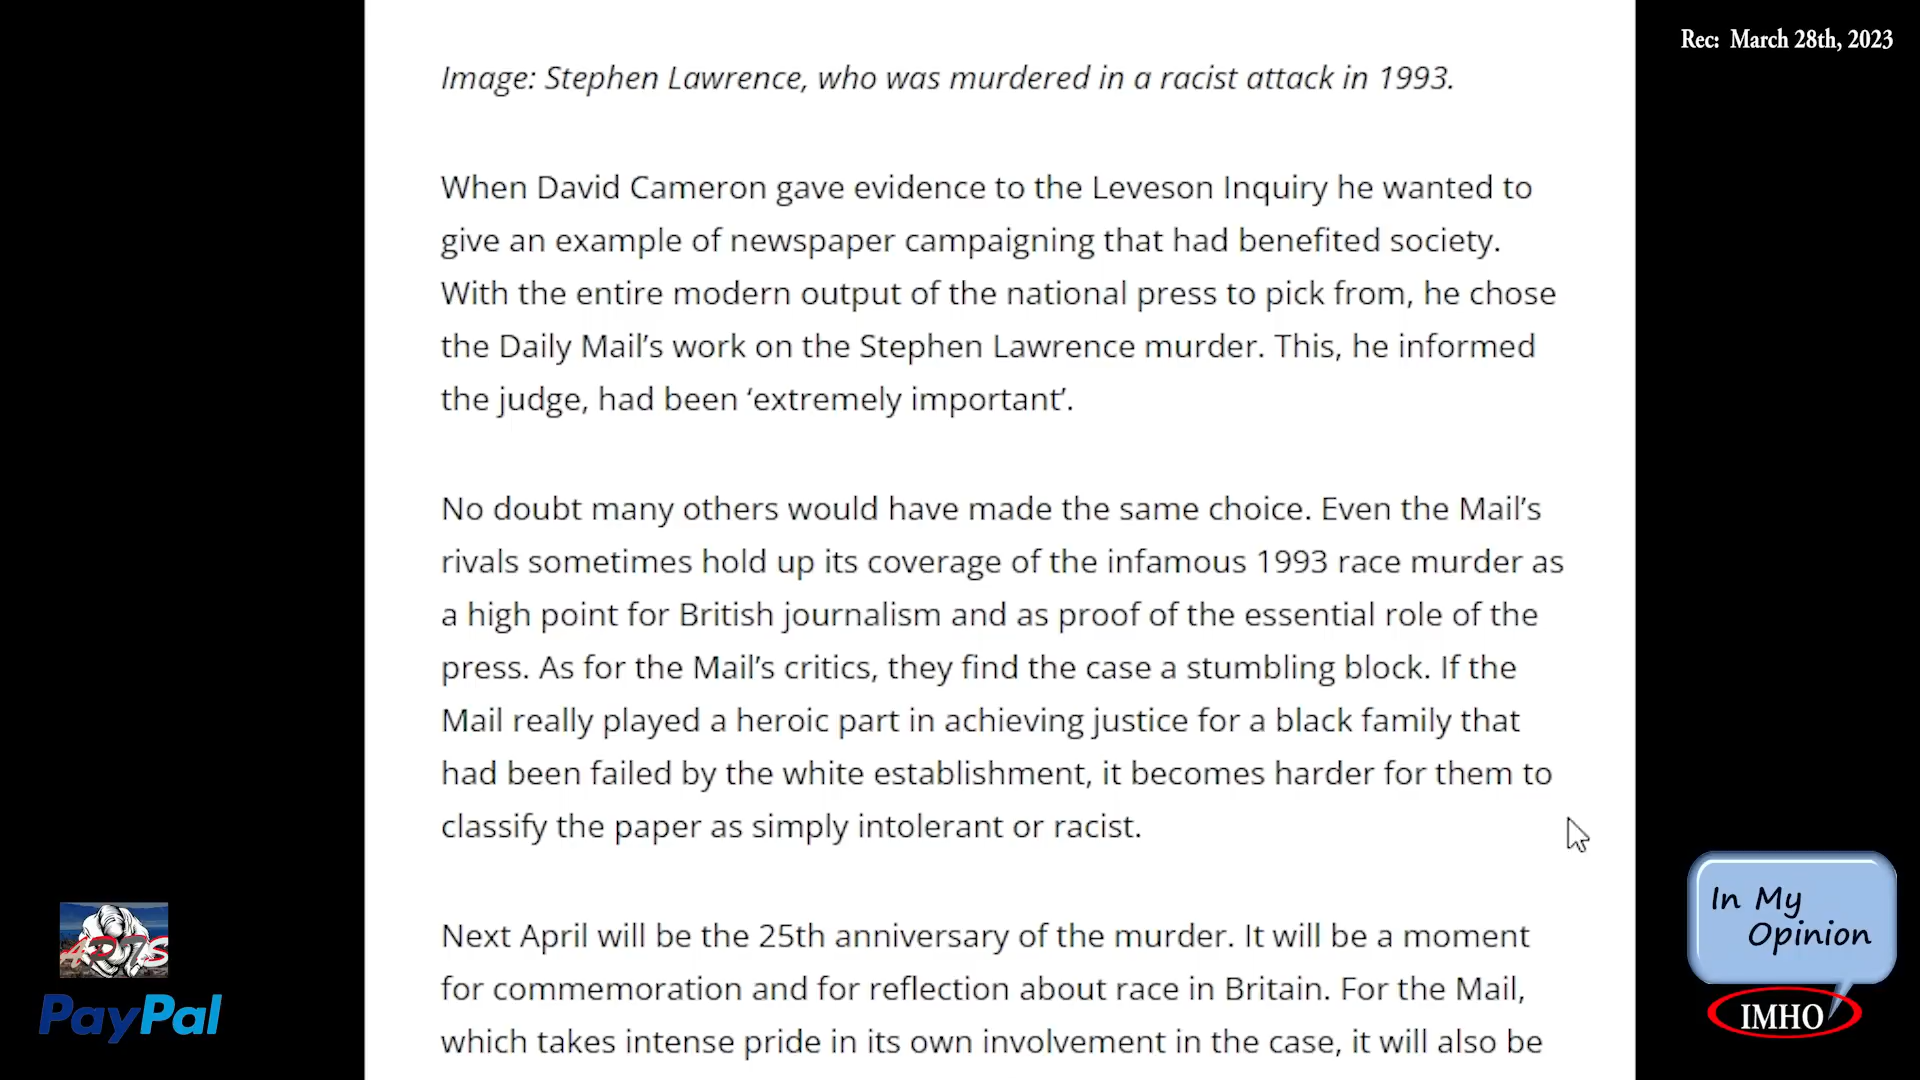 Rec: March 28th, 2023
Image: Stephen Lawrence, who was murdered in a racist attack in 1993.
When David Cameron gave evidence to the Leveson Inquiry he wanted to
give an example of newspaper campaigning that had benefited society.
With the entire modern output of the national press to pick from, he chose
the Daily Mail’s work on the Stephen Lawrence murder. This, he informed
the judge, had been ‘extremely important’.
No doubt many others would have made the same choice. Even the Mail’s
rivals sometimes hold up its coverage of the infamous 1993 race murder as
a high point for British journalism and as proof of the essential role of the
press. As for the Mail’s critics, they find the case a stumbling block. If the
Mail really played a heroic part in achieving justice for a black family that
had been failed by the white establishment, it becomes harder for them to
classify the paper as simply intolerant or racist.
Next April will be the 25th anniversary of the murder. It will be a moment
for commemoration and for reflection about race in Britain. For the Mail,
which takes intense pride in its own involvement in the case, it will also be
PayPal
In My
Opinion
IMHO